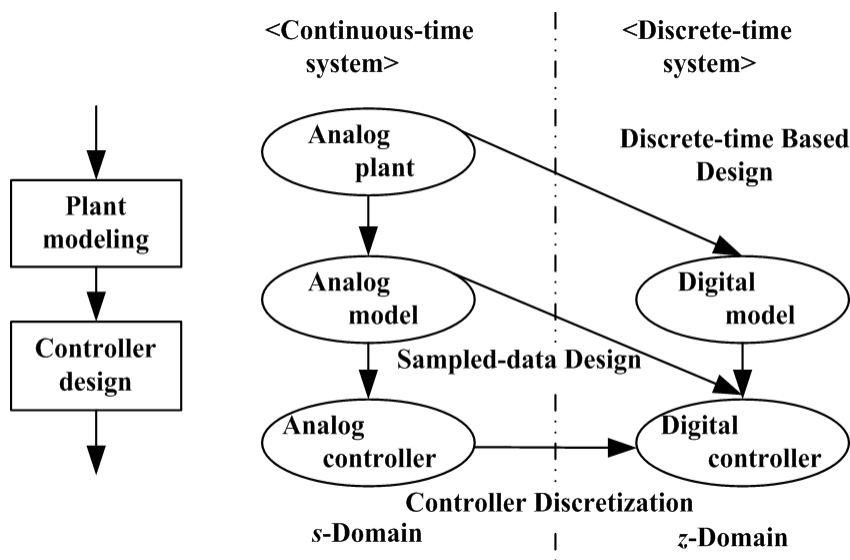 <Continuous-time
system>
<Discrete-time
system>
Analog
plant
Discrete-time Based
Design
Plant
modeling
Analog
model
Digital
model
Controller
design
Sampled-data Design
Analog
controller
Digital
controller
Controller Discretization
s-Domain
z-Domain